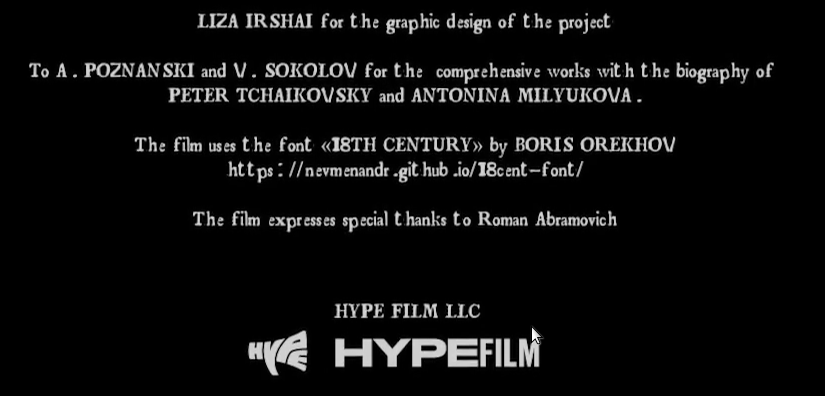 LIZA IRSHAI for the graphic design of the project
To A. POZNANSKI and V. SOKOLOV for the comprehensive works with the biography of
PETER TCHAIKOVSKY and ANTONINA MILYUKOVA.
The film uses the font «18TH CENTURY» by BORIS OREKHOV
https://nevmenandr.github.io/18cent-font/
The film expresses special thanks to Roman Abramovich
HYPE FILM LLC
HYPE HYPEFILM